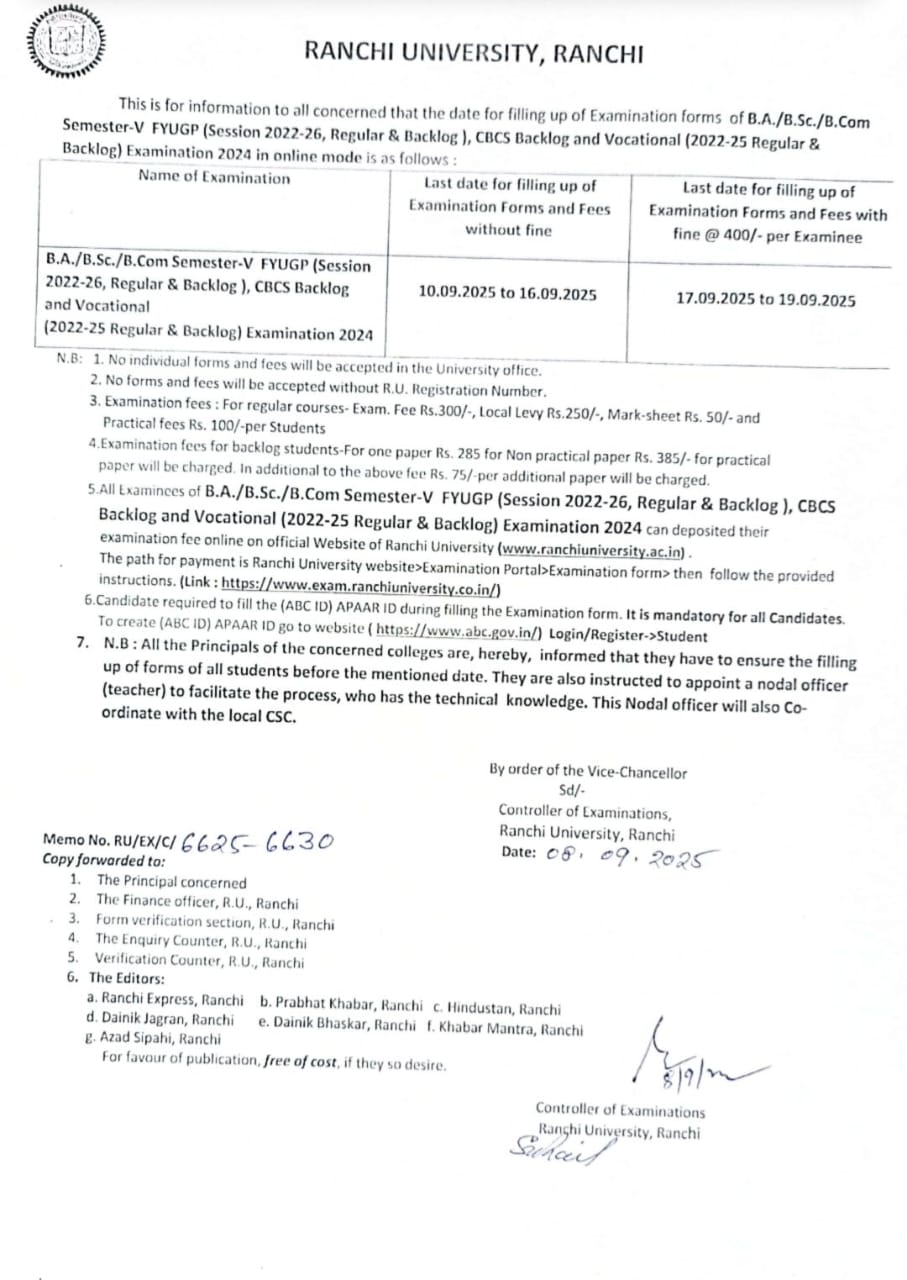 RANCHI UNIVERSITY, RANCHI
This is for information to all concerned that the date for filling up of Examination forms of B.A./B.Sc./B.Com
Semester-V FYUGP (Session 2022-26, Regular & Backlog ), CBCS Backlog and Vocational (2022-25 Regular &
Backlog) Examination 2024 in online mode is as follows :
Name of Examination
Last date for filling up of
Examination Forms and Fees
without fine
Last date for filling up of
Examination Forms and Fees with
fine @ 400/- per Examinee
B.A./B.Sc./B.Com Semester-V FYUGP (Session
2022-26, Regular & Backlog ), CBCS Backlog
and Vocational
(2022-25 Regular & Backlog) Examination 2024
10.09.2025 to 16.09.2025
17.09.2025 to 19.09.2025
N.B: 1. No individual forms and fees will be accepted in the University office.
2. No forms and fees will be accepted without R.U. Registration Number.
3. Examination fees : For regular courses- Exam. Fee Rs.300/-, Local Levy Rs.250/-, Mark-sheet Rs. 50/- and
Practical fees Rs. 100/-per Students
4.Examination fees for backlog students-For one paper Rs. 285 for Non practical paper Rs. 385/- for practical
paper will be charged. In additional to the above fee Rs. 75/-per additional paper will be charged.
5.All Examinees of B.A./B.Sc./B.Com Semester-V FYUGP (Session 2022-26, Regular & Backlog ), CBCS
Backlog and Vocational (2022-25 Regular & Backlog) Examination 2024 can deposited their
examination fee online on official Website of Ranchi University (www.ranchiuniversity.ac.in) .
The path for payment is Ranchi University website>Examination Portal>Examination form> then follow the provided
instructions. (Link : https://www.exam.ranchiuniversity.co.in/)
6.Candidate required to fill the (ABC ID) APAAR ID during filling the Examination form. It is mandatory for all Candidates.
To create (ABC ID) APAAR ID go to website ( https://www.abc.gov.in/) Login/Register->Student
7. N.B : All the Principals of the concerned colleges are, hereby, informed that they have to ensure the filling
up of forms of all students before the mentioned date. They are also instructed to appoint a nodal officer
(teacher) to facilitate the process, who has the technical knowledge. This Nodal officer will also Co-
ordinate with the local CSC.
By order of the Vice-Chancellor
Sd/-
Controller of Examinations,
Ranchi University, Ranchi
Date: 08.09.2025
Memo No. RU/EX/C/ 6625-6630
Copy forwarded to:
1. The Principal concerned
2. The Finance officer, R.U., Ranchi
3. Form verification section, R.U., Ranchi
4. The Enquiry Counter, R.U., Ranchi
5. Verification Counter, R.U., Ranchi
6. The Editors:
a. Ranchi Express, Ranchi b. Prabhat Khabar, Ranchi c. Hindustan, Ranchi
d. Dainik Jagran, Ranchi e. Dainik Bhaskar, Ranchi f. Khabar Mantra, Ranchi
g. Azad Sipahi, Ranchi
For favour of publication, free of cost, if they so desire.
Controller of Examinations
Ranchi University, Ranchi